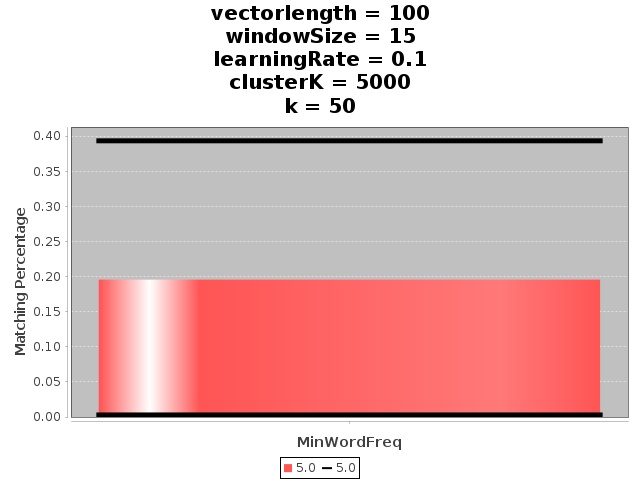 vectorlength = 100
windowSize = 15
learningRate = 0.1
clusterK = 5000
k = 50
0.40
0.35
0.30
0.25
0.20
0.15
0.10
0.05
0.00
Matching Percentage
MinWordFreq
5.0 5.0